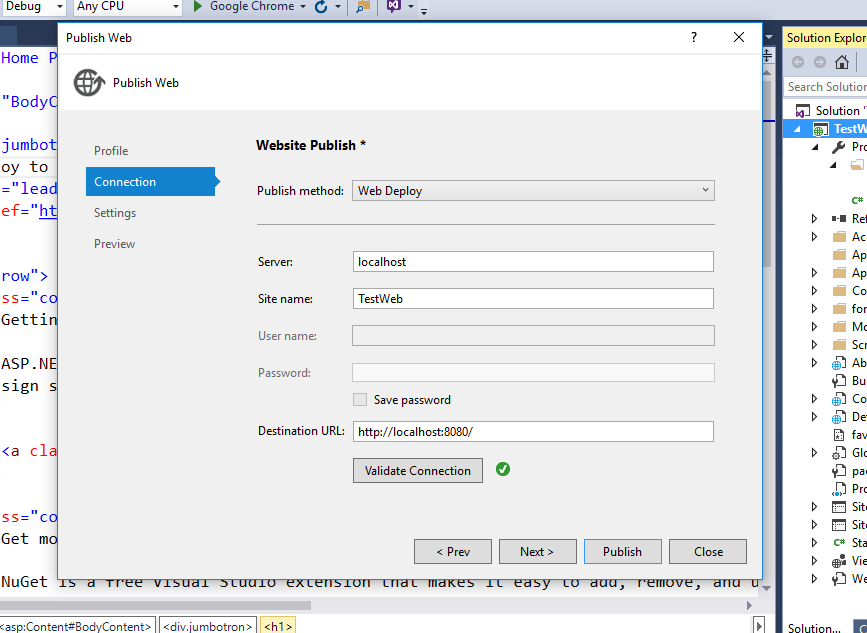 Debug Any CPU Google Chrome
Publish Web ?
Solution Explor
Publish Web
Home P
"BodyC
jumbot
oy to
="lead
ef="ht
row">
ss="co
Gettin
ASP.NE
sign s
<a cla
ss="co
Get mo
NuGet is a free Visual Studio extension that makes it easy to add, remove, and u
<asp:Content#BodyContent> <div.jumbotron> <h1>
Profile
Connection
Settings
Preview
Website Publish *
Publish method: Web Deploy
Server: localhost
Site name: TestWeb
User name:
Password:
Save password
Destination URL: http://localhost:8080/
Validate Connection
< Prev Next > Publish Close
Search Solution
Solution '
TestW
Pro
C#
Ref
Ac
Ap
Ap
Co
for
Mo
Scr
Ab
Bu
Co
De
fav
Glo
pac
Pro
Site
Site
C# Sta
Vie
We
Solution...